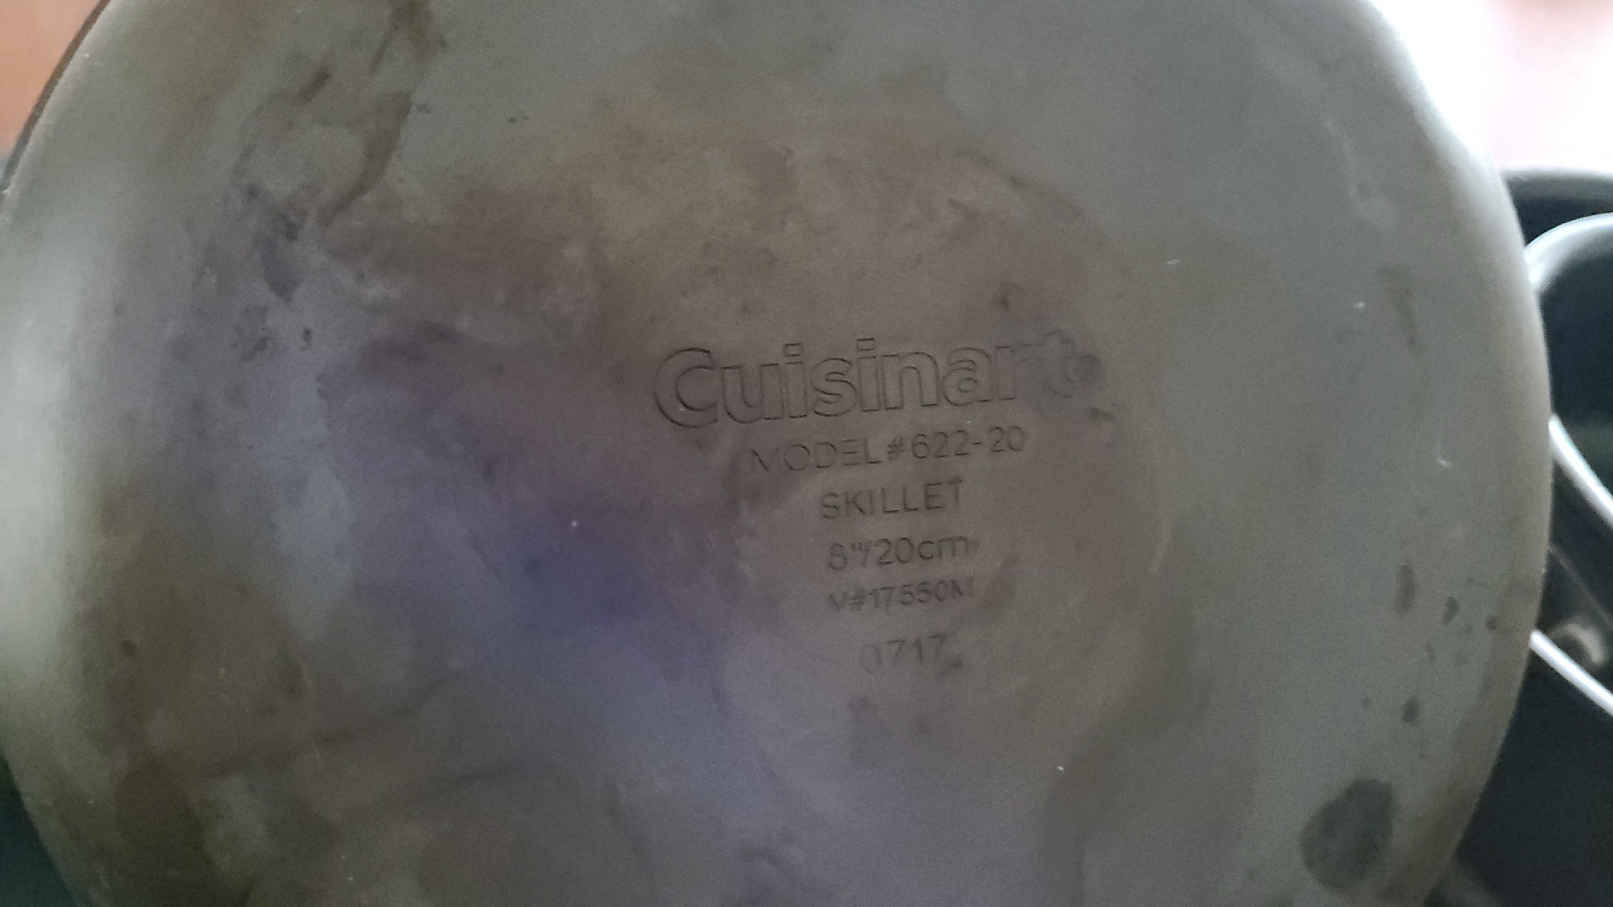 Cuisinart
MODEL#622-20
SKILLET
8"/20cm
M#17550M
0717